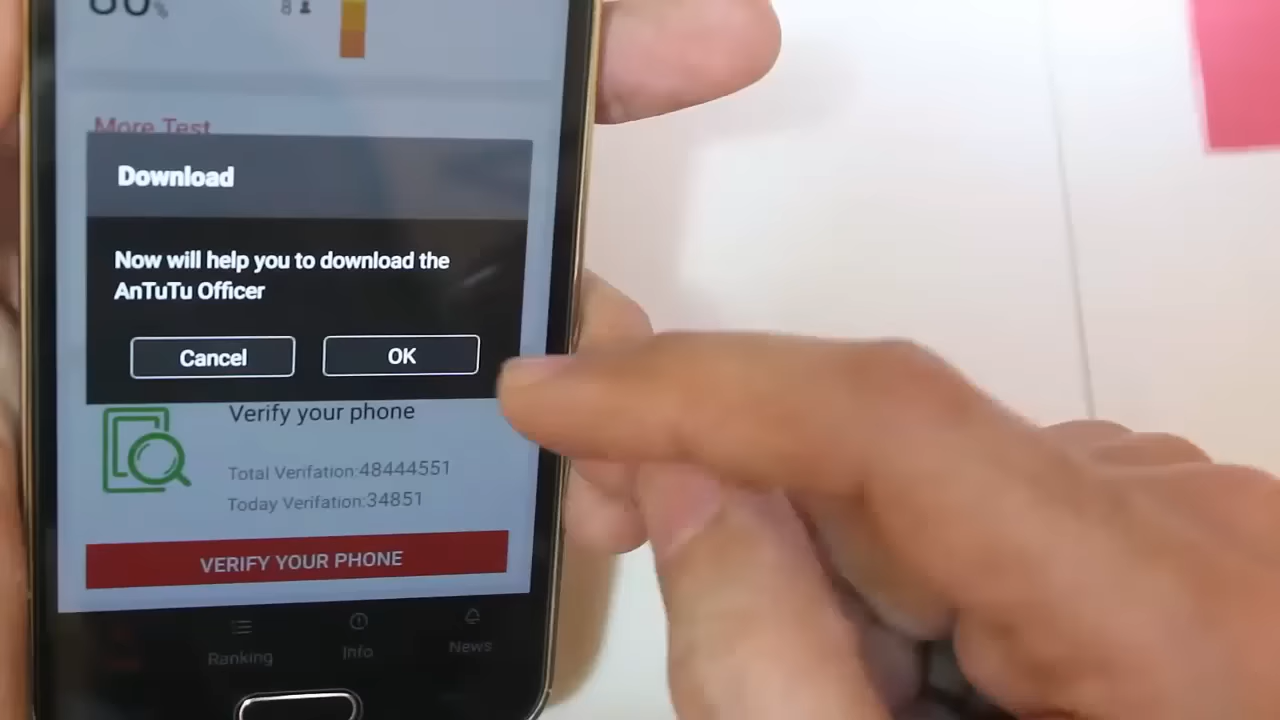 %
8
More Test
Download
Now will help you to download the
AnTuTu Officer
Cancel
OK
Verify your phone
Total Verifation:48444551
Today Verifation:34851
VERIFY YOUR PHONE
Ranking
Info
News